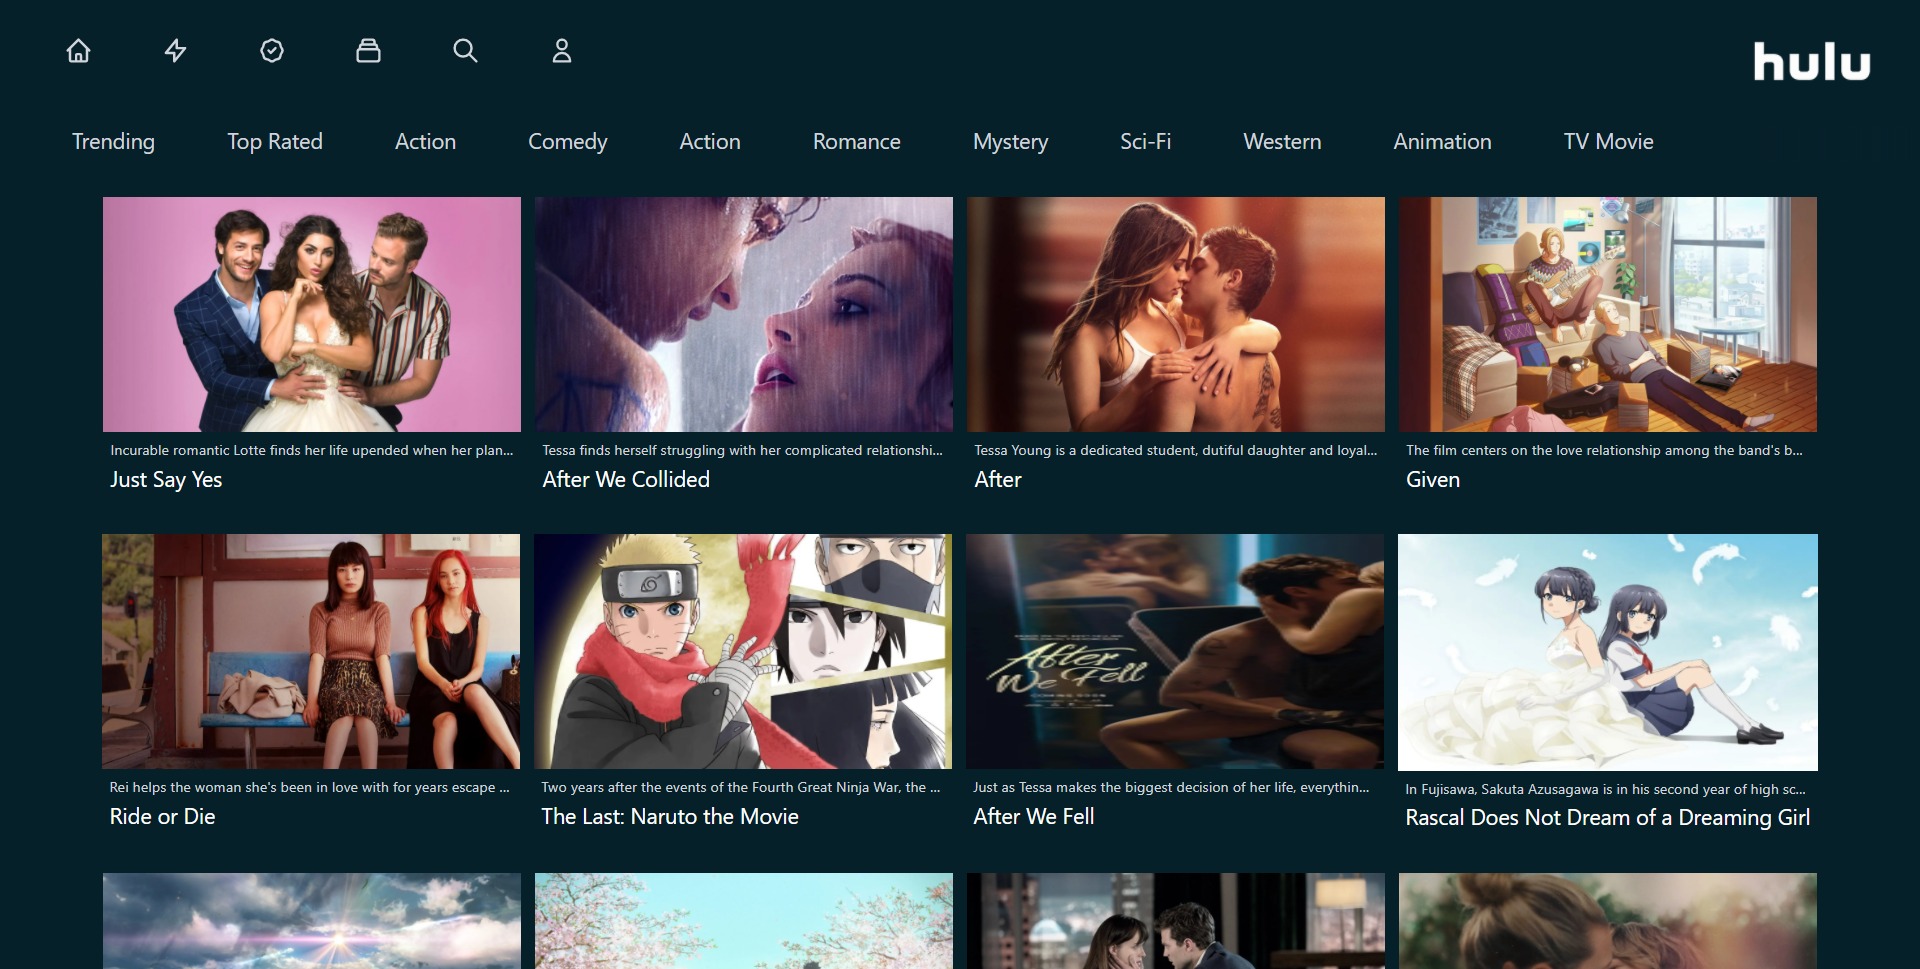 hulu
Trending Top Rated Action Comedy Action Romance Mystery Sci-Fi Western Animation TV Movie
Incurable romantic Lotte finds her life upended when her plan...
Just Say Yes
Tessa finds herself struggling with her complicated relationshi...
After We Collided
Tessa Young is a dedicated student, dutiful daughter and loyal...
After
The film centers on the love relationship among the band's b...
Given
Rei helps the woman she's been in love with for years escape ...
Ride or Die
Two years after the events of the Fourth Great Ninja War, the ...
The Last: Naruto the Movie
After
We Fell
COMING SOON
Just as Tessa makes the biggest decision of her life, everythin...
After We Fell
In Fujisawa, Sakuta Azusagawa is in his second year of high sc...
Rascal Does Not Dream of a Dreaming Girl